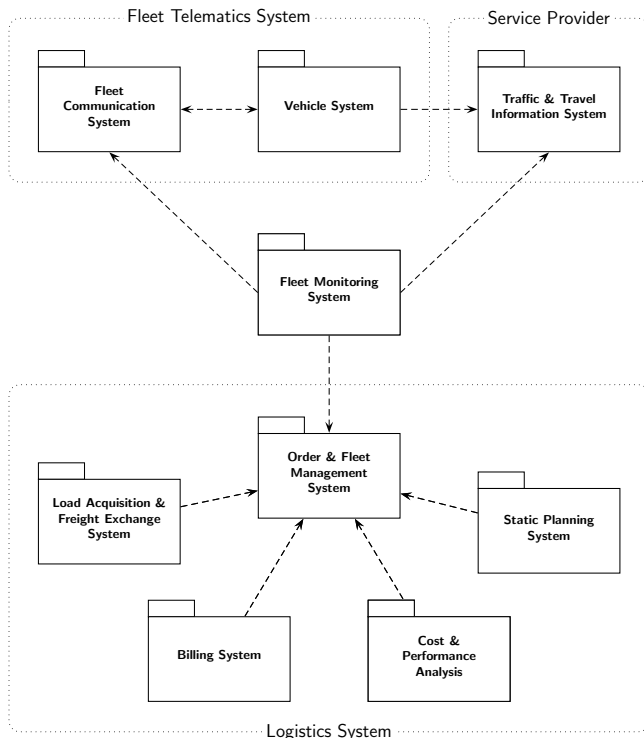 Fleet Telematics System
Service Provider
Fleet
Communication
System
Vehicle System
Traffic & Travel
Information System
Fleet Monitoring
System
Order & Fleet
Management
System
Load Acquisition &
Freight Exchange
System
Static Planning
System
Billing System
Cost &
Performance
Analysis
Logistics System